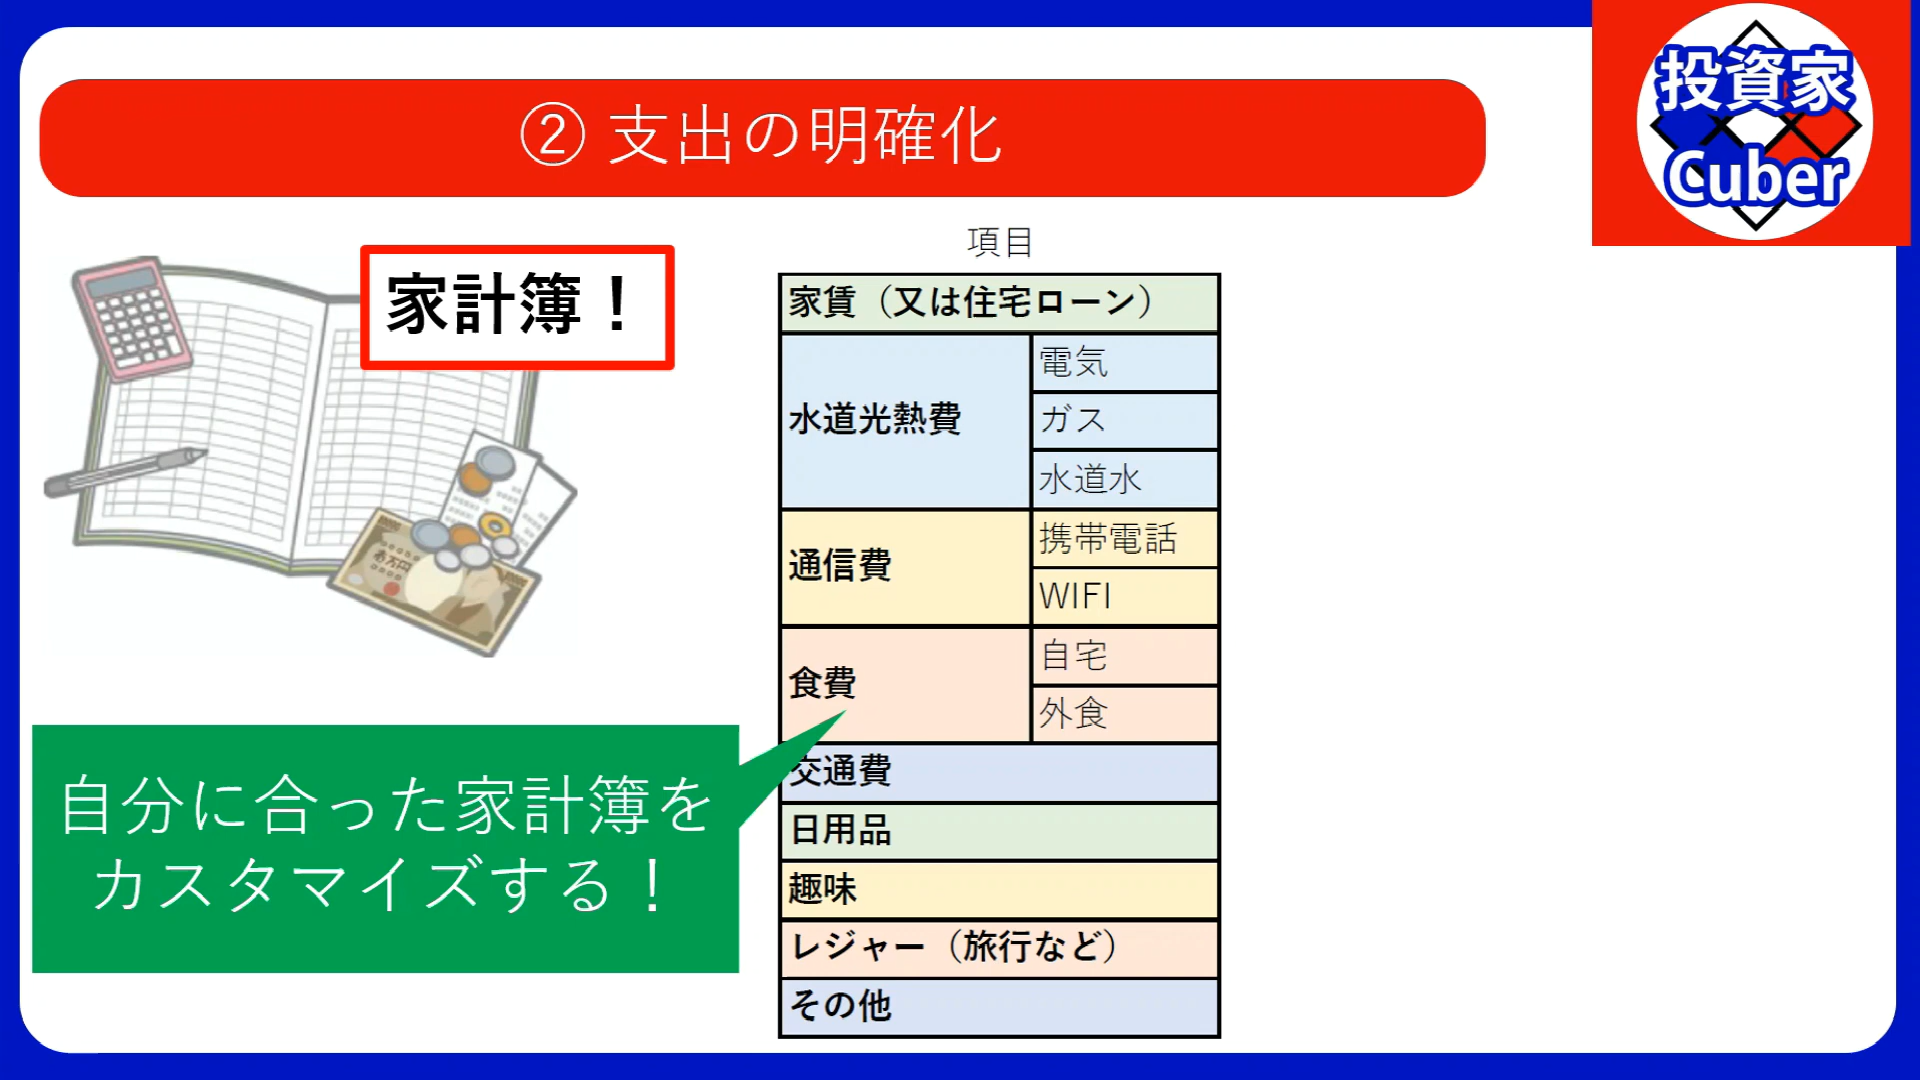 ② 支出の明確化
投資家
Cuber
家計簿！
項目
家賃（又は住宅ローン）
水道光熱費
電気
ガス
水道水
通信費
携帯電話
WIFI
食費
自宅
外食
交通費
日用品
趣味
レジャー（旅行など）
その他
自分に合った家計簿を
カスタマイズする！
壱万円